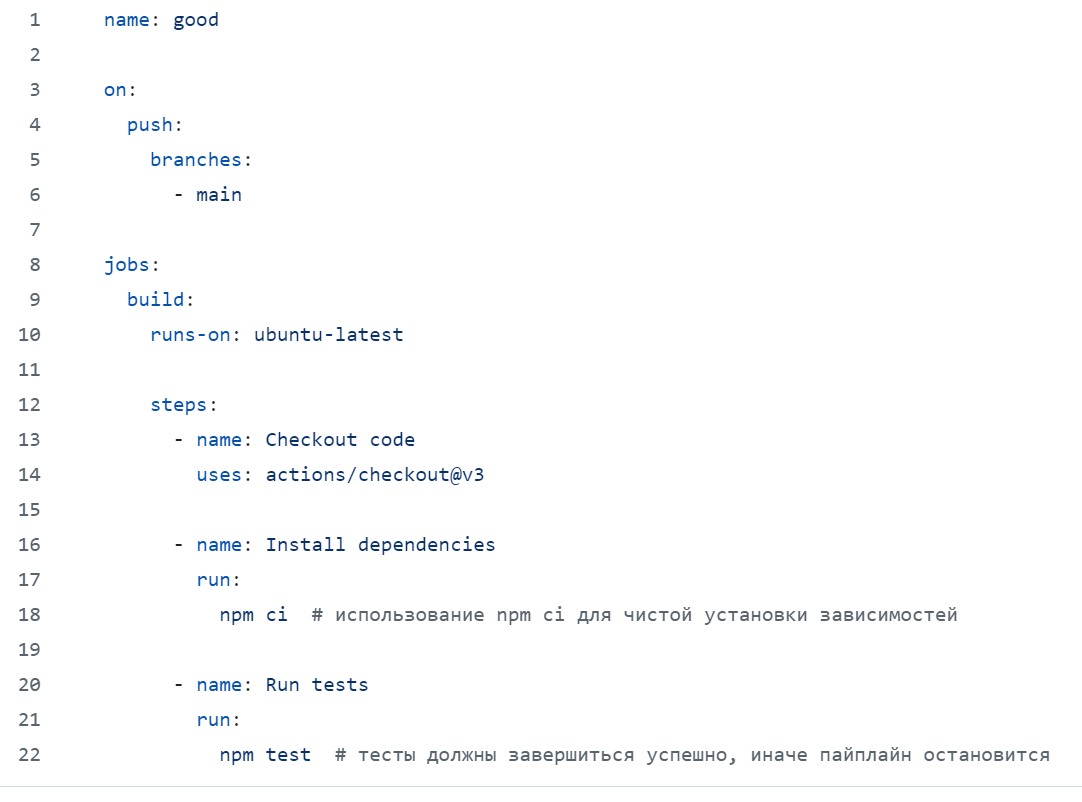 1 name: good
2
3 on:
4   push:
5     branches:
6       - main
7
8 jobs:
9   build:
10     runs-on: ubuntu-latest
11
12     steps:
13       - name: Checkout code
14         uses: actions/checkout@v3
15
16       - name: Install dependencies
17         run:
18           npm ci  # использование npm ci для чистой установки зависимостей
19
20       - name: Run tests
21         run:
22           npm test  # тесты должны завершиться успешно, иначе пайплайн остановится